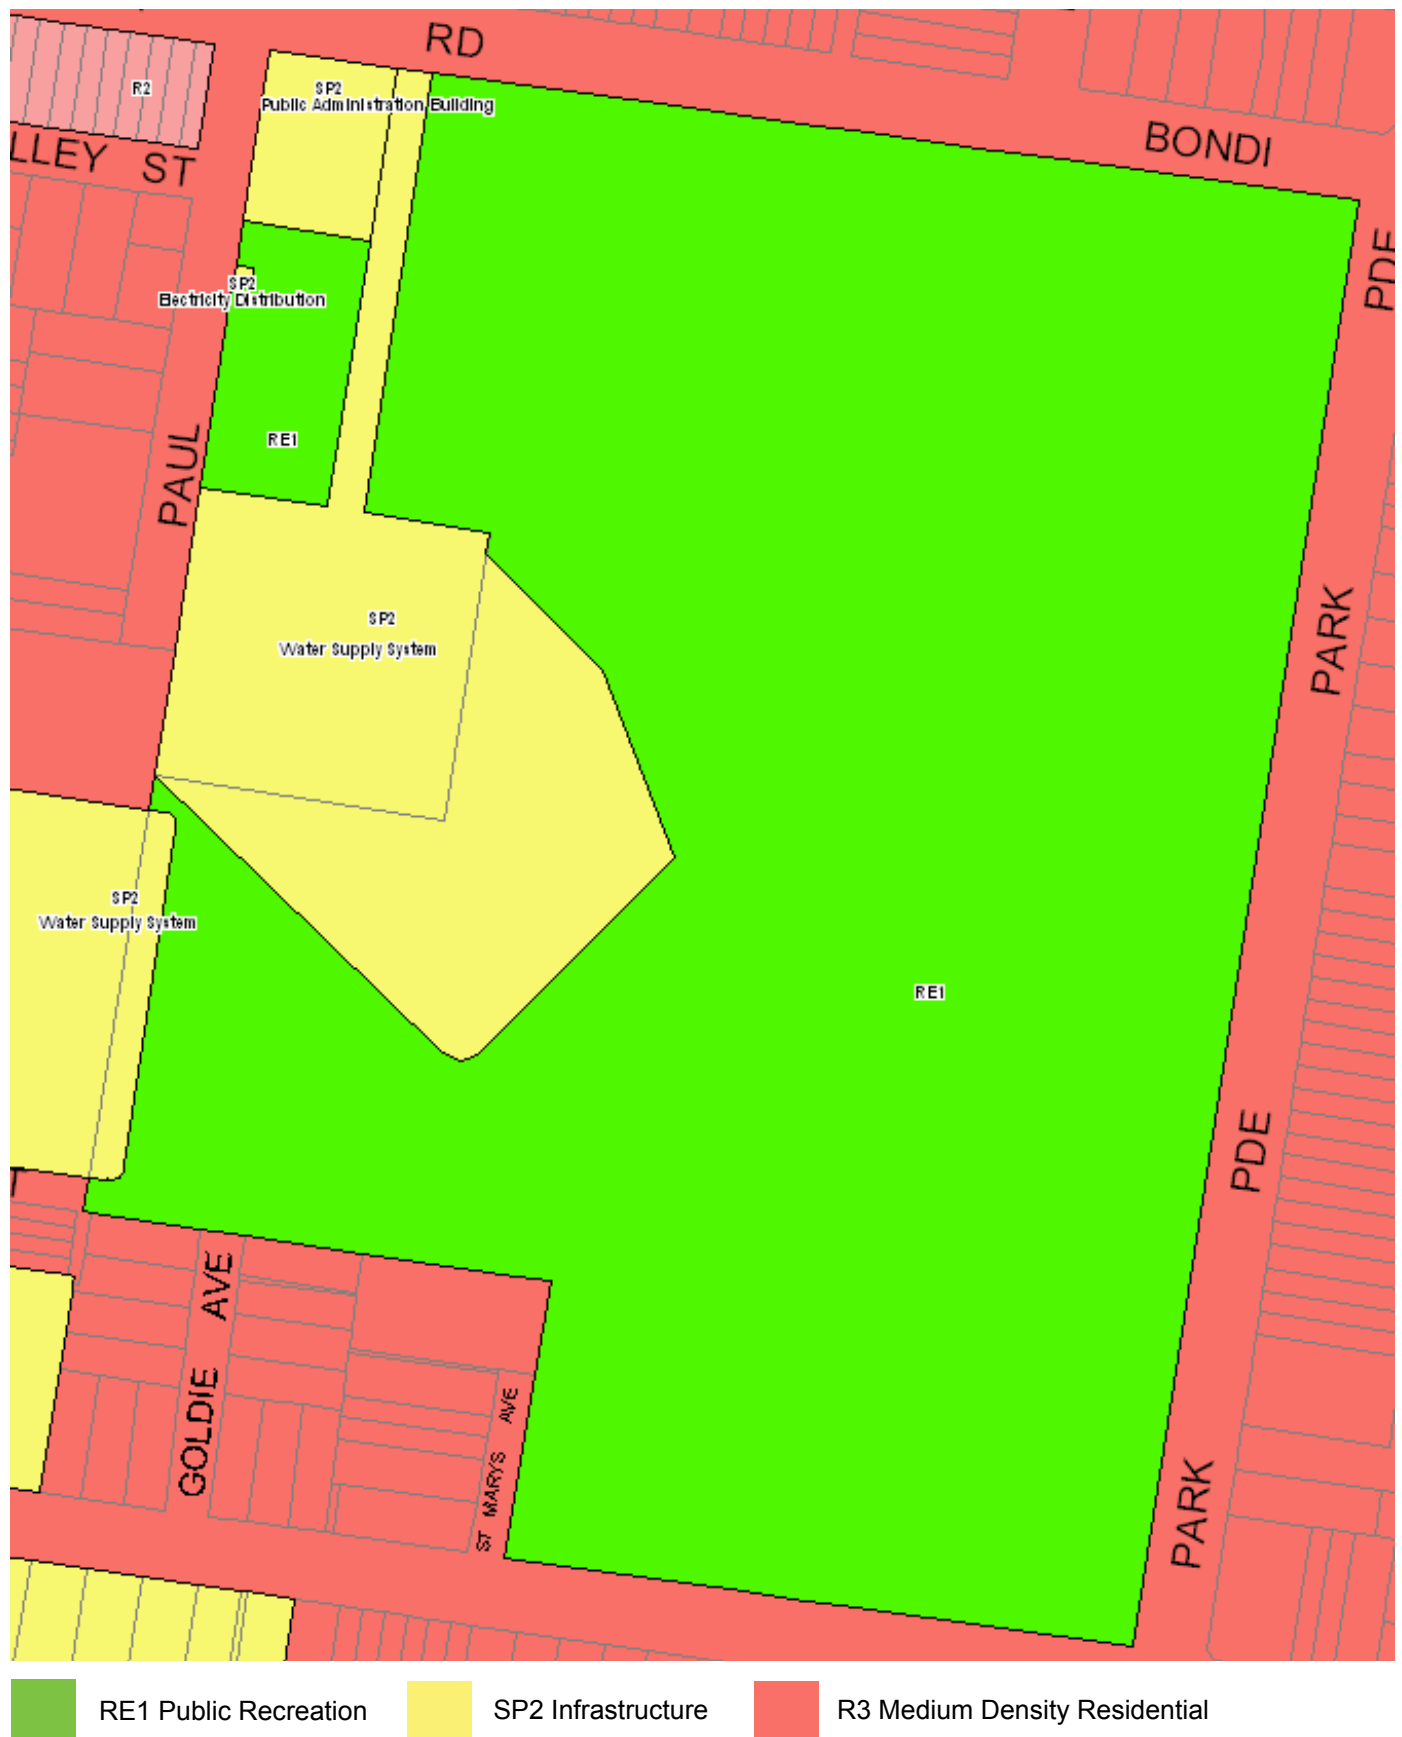 RD
BONDI
R2
SP2
Public Administration Building
LLEY ST
PDE
SP2
Electricity Distribution
RE1
PAUL
SP2
Water Supply System
PARK
SP2
Water Supply System
RE1
PDE
T
GOLDIE AVE
ST MARYS AVE
PARK
RE1 Public Recreation
SP2 Infrastructure
R3 Medium Density Residential